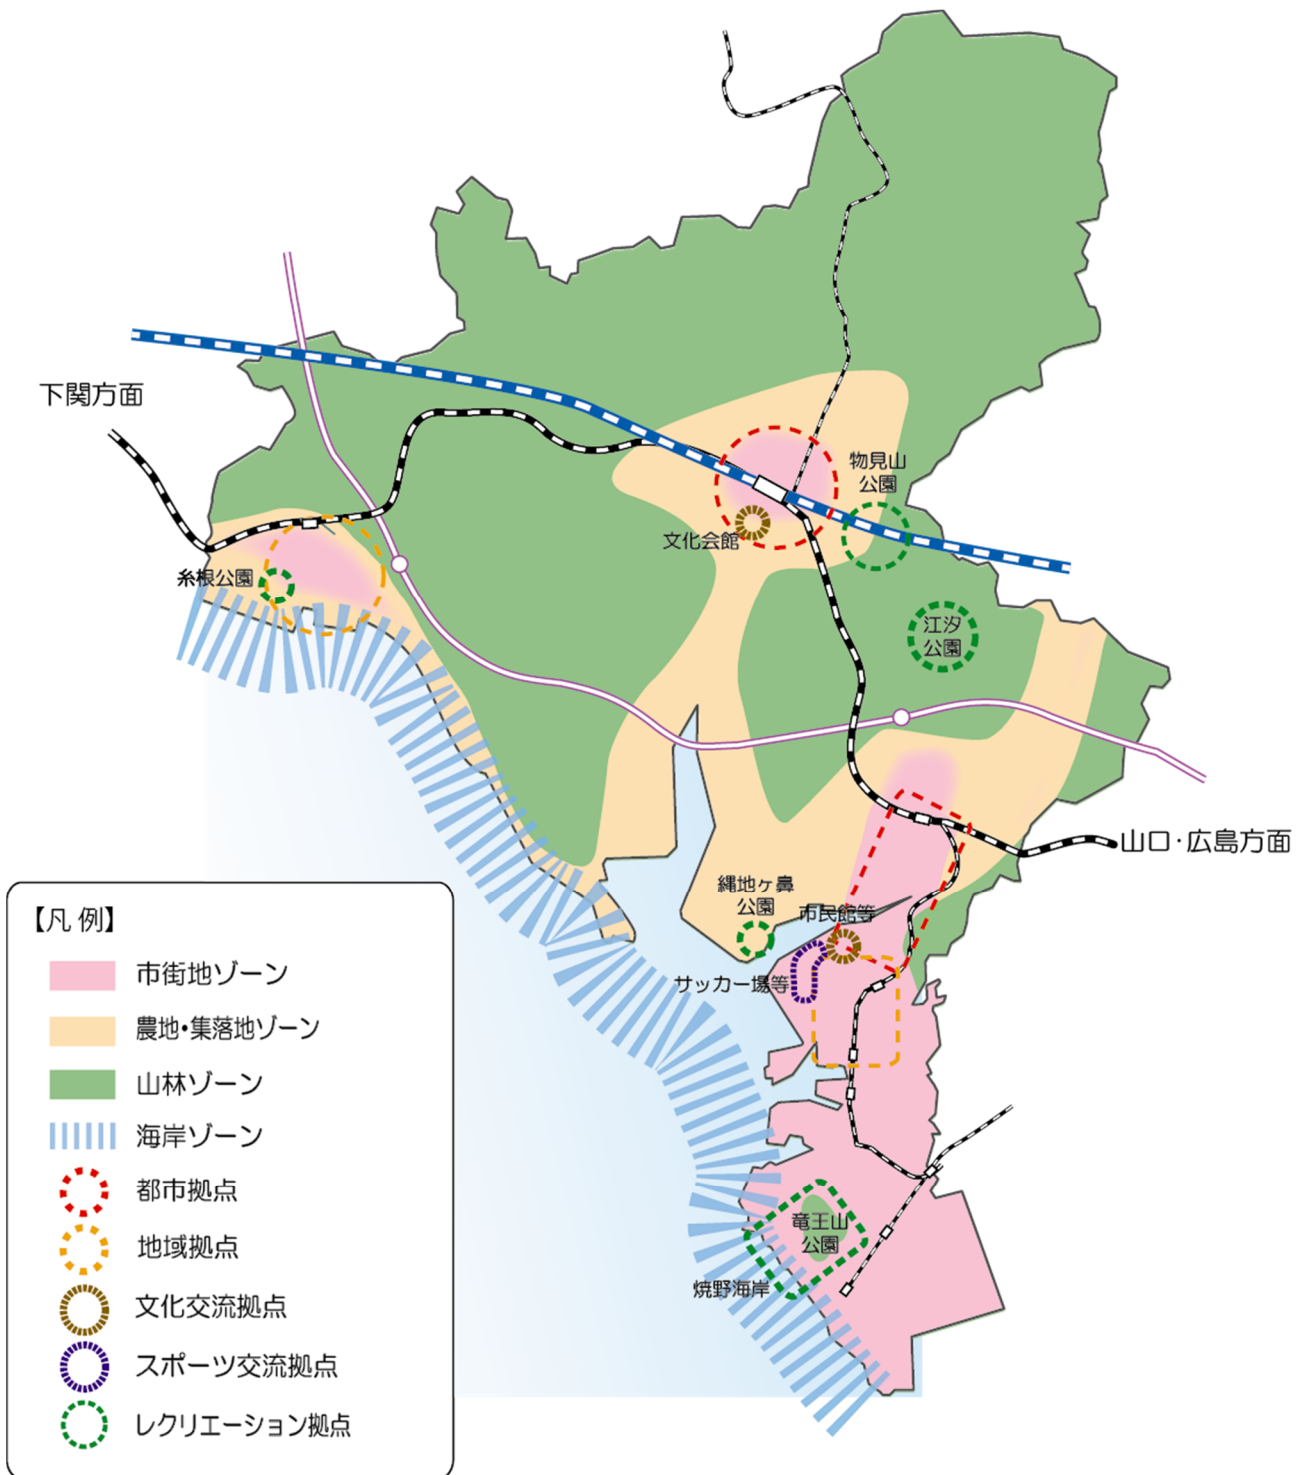 下関方面
物見山
公園
文化会館
糸根公園
江汐
公園
山口・広島方面
縄地ヶ鼻
公園
市民館等
サッカー場等
竜王山
公園
焼野海岸
【凡 例】
市街地ゾーン
農地・集落地ゾーン
山林ゾーン
海岸ゾーン
都市拠点
地域拠点
文化交流拠点
スポーツ交流拠点
レクリエーション拠点